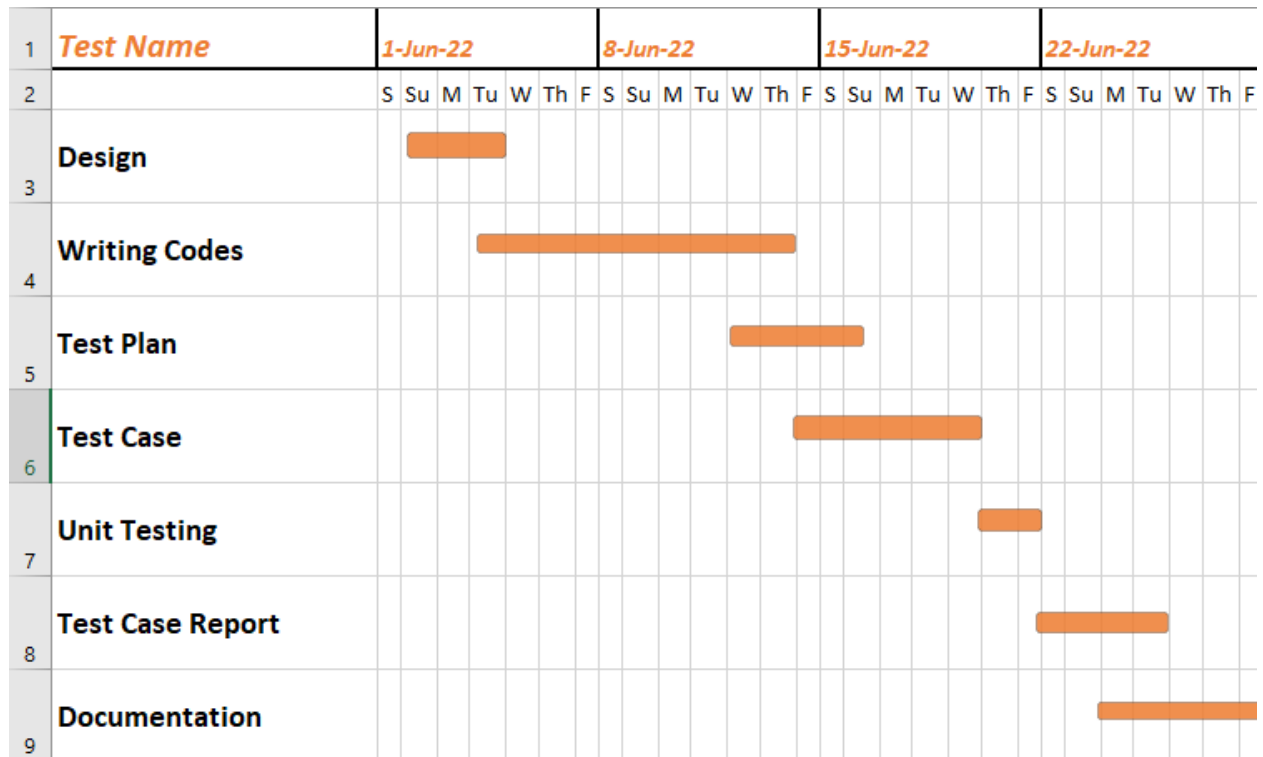 1 Test Name 1-Jun-22 8-Jun-22 15-Jun-22 22-Jun-22
2 S Su M Tu W Th F S Su M Tu W Th F S Su M Tu W Th F S Su M Tu W Th F
Design
3
Writing Codes
4
Test Plan
5
Test Case
6
Unit Testing
7
Test Case Report
8
Documentation
9